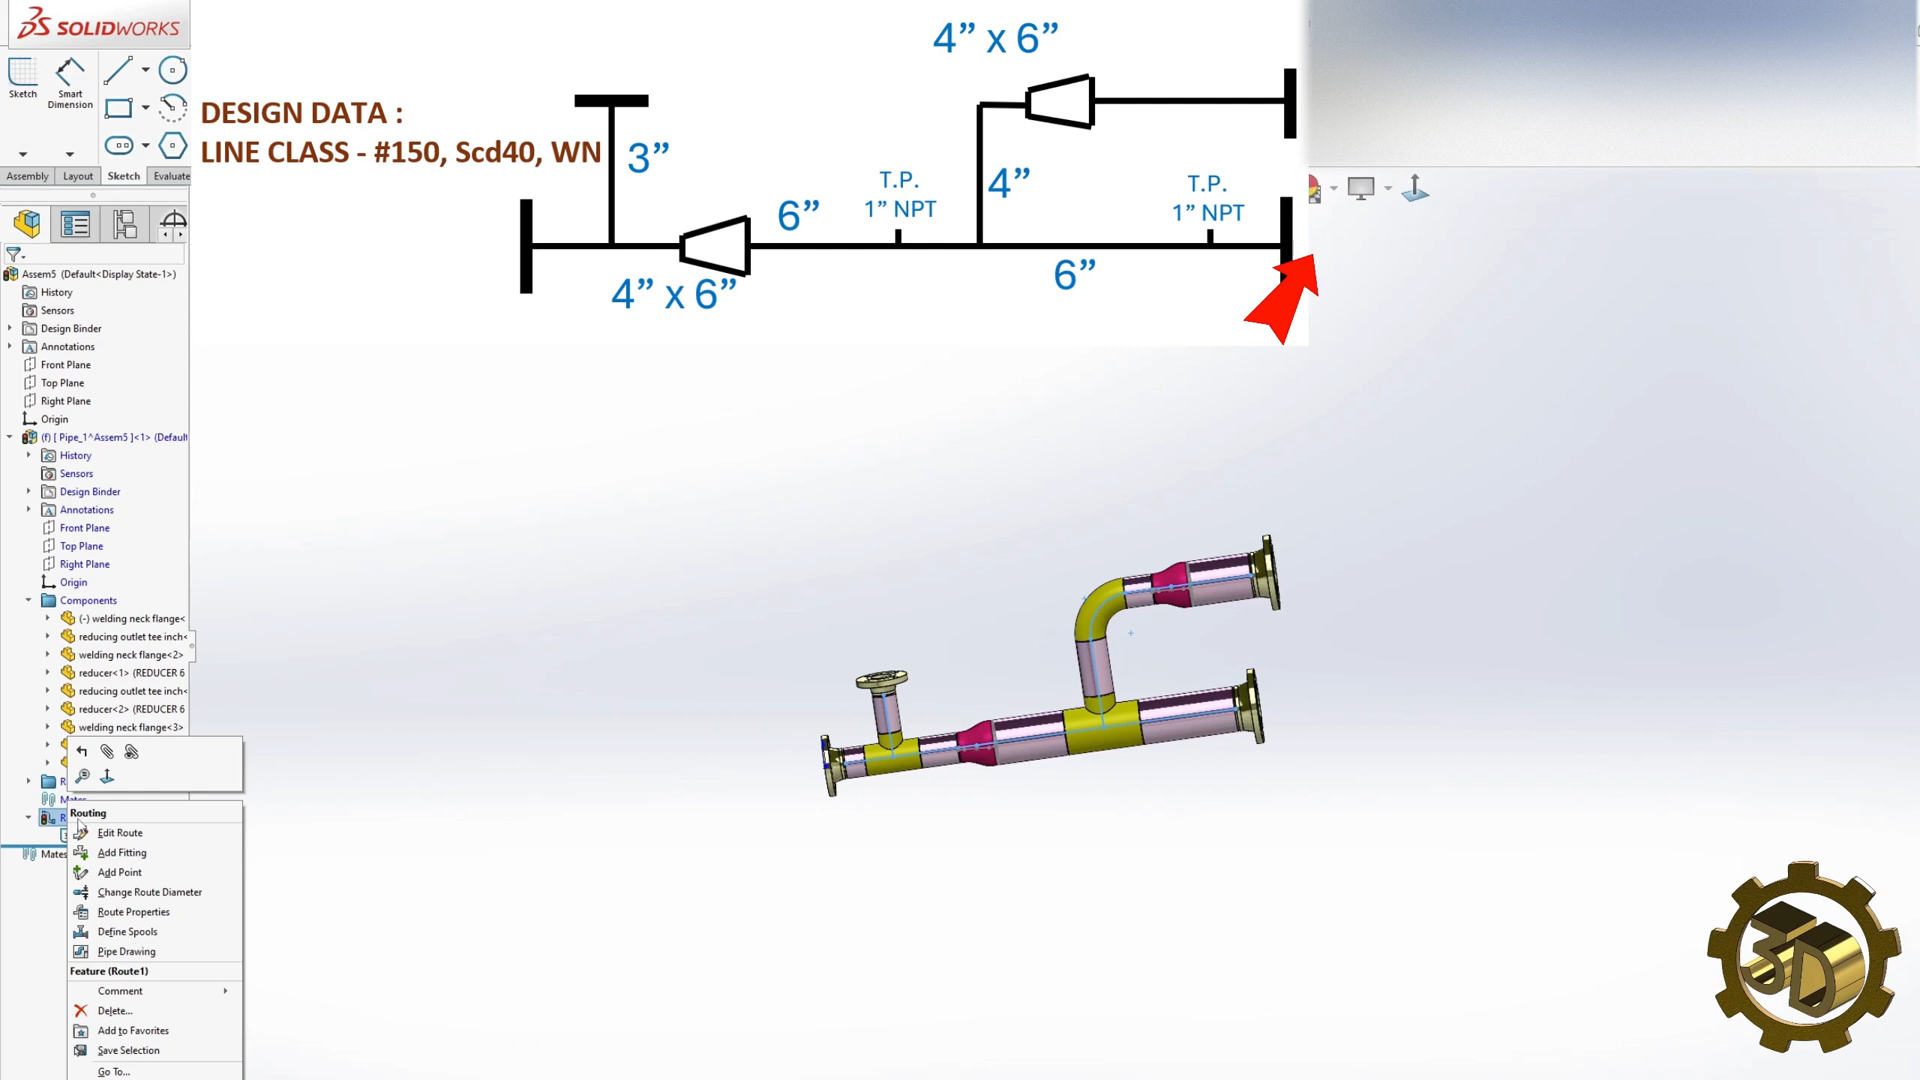 SOLIDWORKS
Sketch
Smart
Dimension
Assembly
Layout
Sketch
Evaluate
DESIGN DATA :
LINE CLASS - #150, Scd40, WN
3”
4” x 6”
6”
T.P.
1” NPT
4”
4” x 6”
6”
T.P.
1” NPT
Assem5 (Default<Display State-1>)
History
Sensors
Design Binder
Annotations
Front Plane
Top Plane
Right Plane
Origin
(f) [ Pipe_1^Assem5 ]<1> (Default
History
Sensors
Design Binder
Annotations
Front Plane
Top Plane
Right Plane
Origin
Components
(-) welding neck flange<
reducing outlet tee inch<
welding neck flange<2>
reducer<1> (REDUCER 6
reducing outlet tee inch<
reducer<2> (REDUCER 6
welding neck flange<3>
R
Mates
R
Mates
Routing
Edit Route
Add Fitting
Add Point
Change Route Diameter
Route Properties
Define Spools
Pipe Drawing
Feature (Route1)
Comment
Delete...
Add to Favorites
Save Selection
Go To...
3D